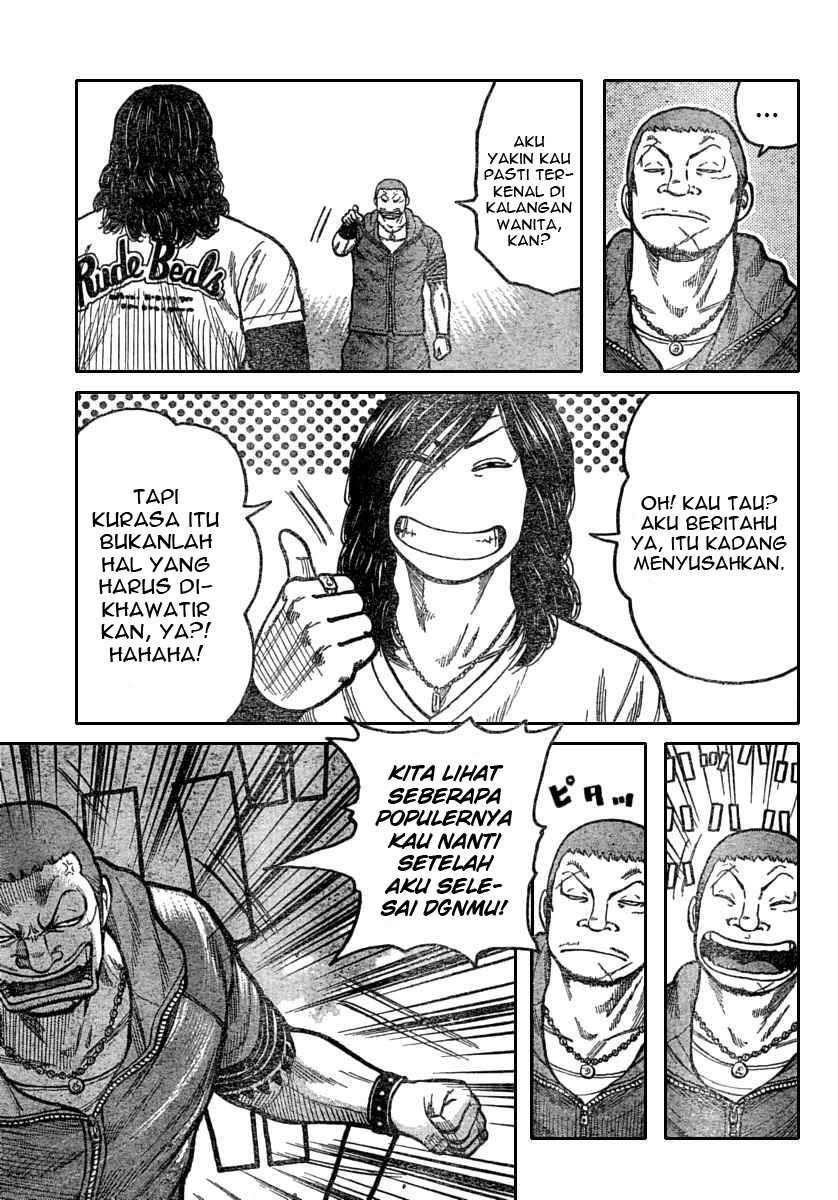 ...
AKU
YAKIN KAU
PASTI TER-
KENAL DI
KALANGAN
WANITA,
KAN?
Rude Beals
OH! KAU TAU?
AKU BERITAHU
YA, ITU KADANG
MENYUSAHKAN.
TAPI
KURASA ITU
BUKANLAH
HAL YANG
HARUS DI-
KHAWATIR
KAN, YA?!
HAHAHA!
ピタッ
KITA LIHAT
SEBERAPA
POPULERNYA
KAU NANTI
SETELAH
AKU SELE-
SAI DGNMU!